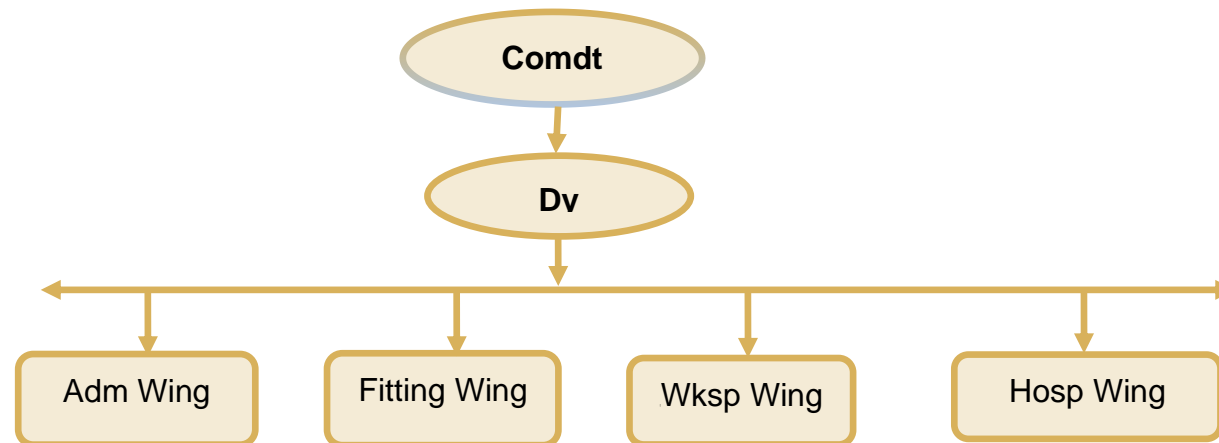 Comdt
Dv
Adm Wing
Fitting Wing
Wksp Wing
Hosp Wing